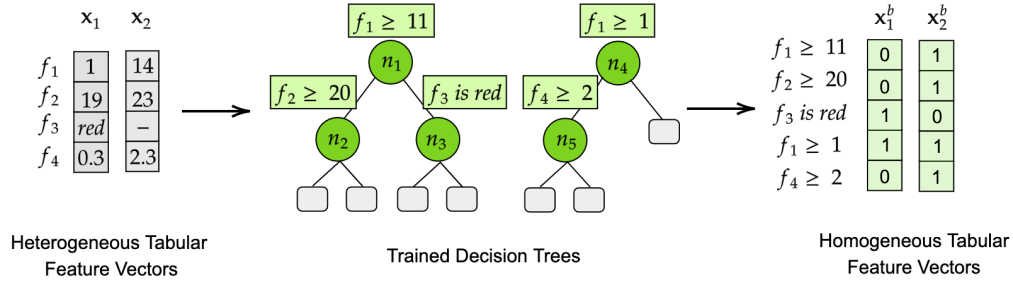 x₁ x₂
f₁ 1 14
f₂ 19 23
f₃ red –
f₄ 0.3 2.3
Heterogeneous Tabular
Feature Vectors
f₁ ≥ 11
n₁
f₂ ≥ 20
f₃ is red
n₂
n₃
f₁ ≥ 1
n₄
f₄ ≥ 2
n₅
Trained Decision Trees
x₁ᵇ x₂ᵇ
f₁ ≥ 11 0 1
f₂ ≥ 20 0 1
f₃ is red 1 0
f₁ ≥ 1 1 1
f₄ ≥ 2 0 1
Homogeneous Tabular
Feature Vectors